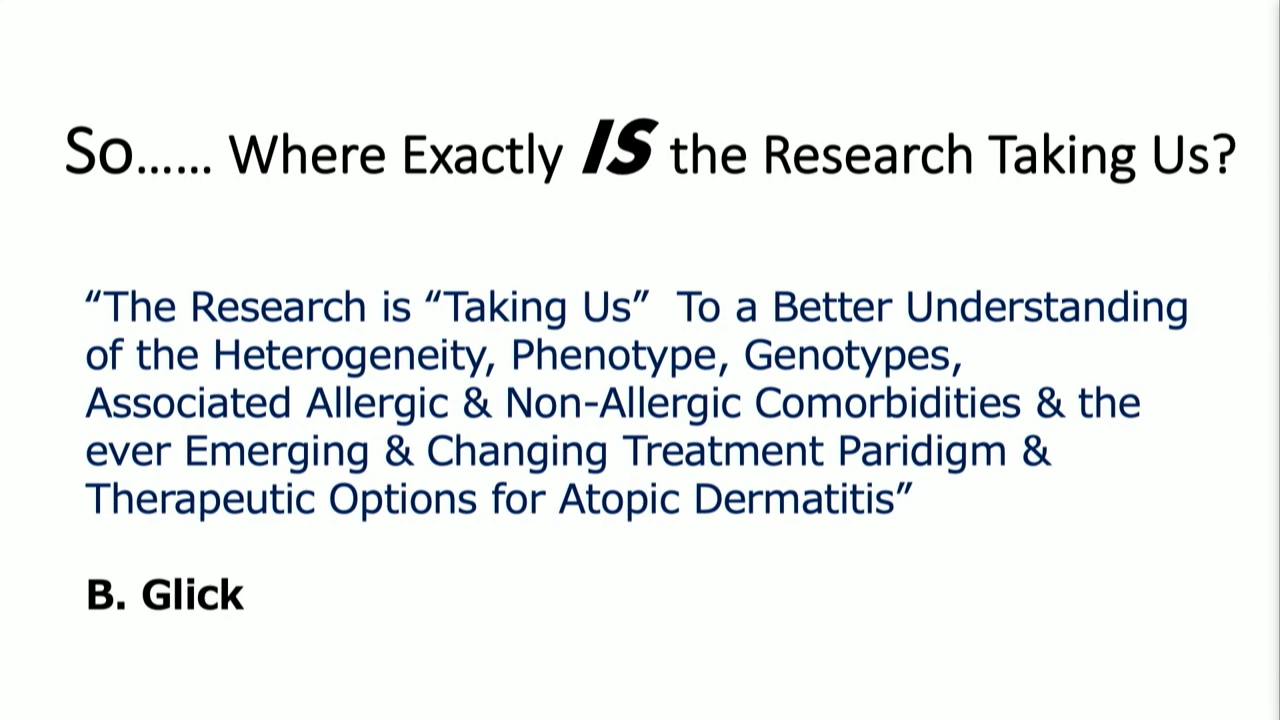 So...... Where Exactly IS the Research Taking Us?
“The Research is “Taking Us”  To a Better Understanding
of the Heterogeneity, Phenotype, Genotypes,
Associated Allergic & Non-Allergic Comorbidities & the
ever Emerging & Changing Treatment Paridigm &
Therapeutic Options for Atopic Dermatitis”
B. Glick